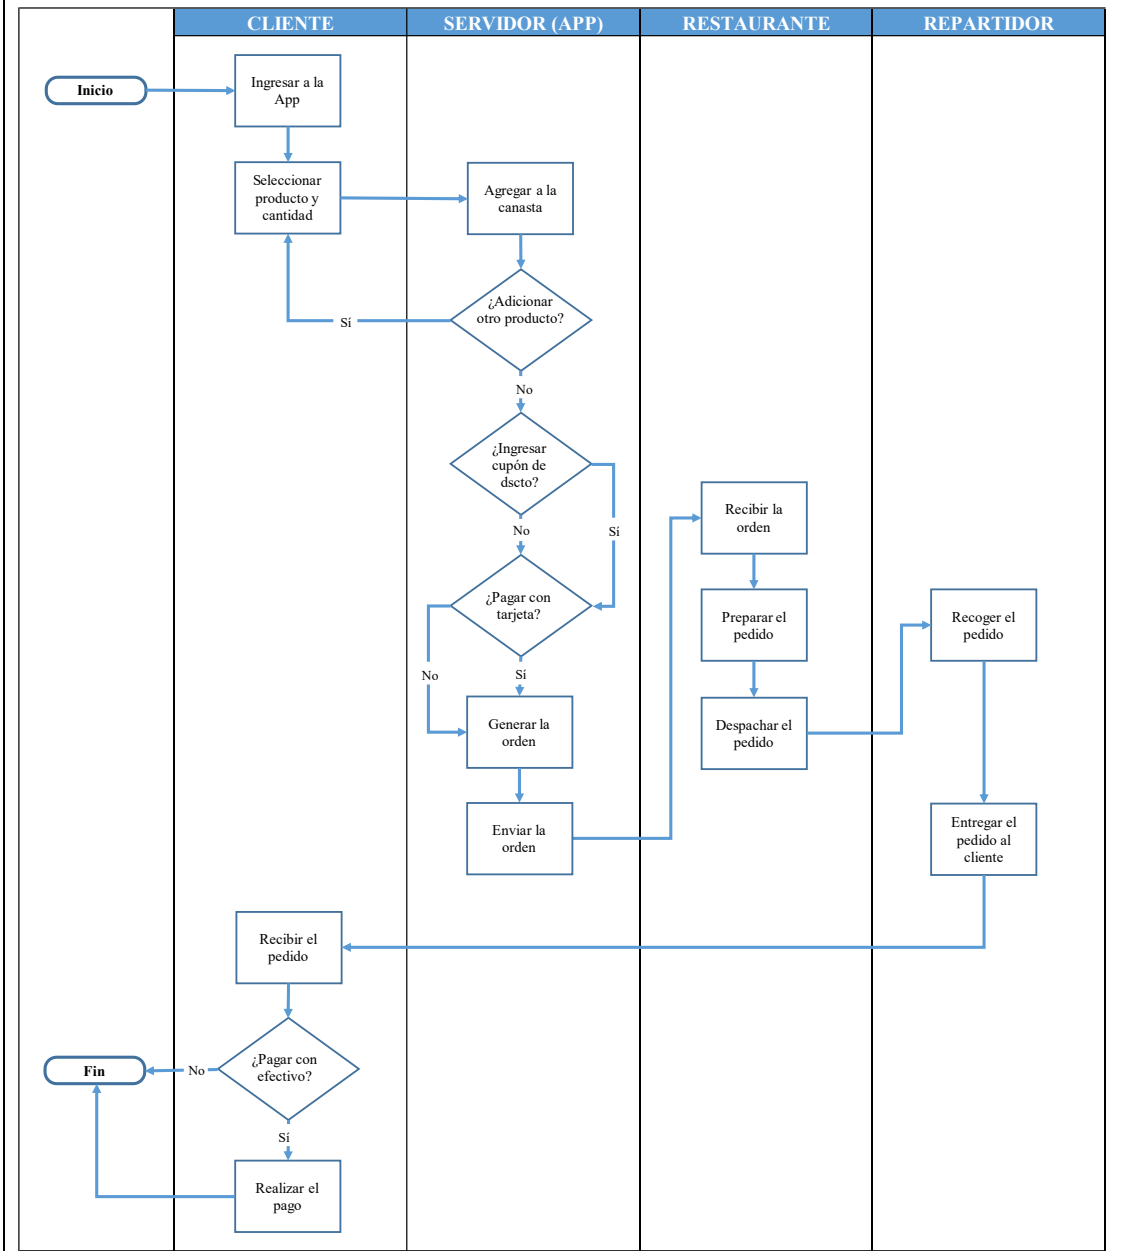 CLIENTE
SERVIDOR (APP)
RESTAURANTE
REPARTIDOR
Inicio
Ingresar a la
App
Seleccionar
producto y
cantidad
Agregar a la
canasta
¿Adicionar
otro producto?
Sí
No
¿Ingresar
cupón de
dscto?
No
Sí
¿Pagar con
tarjeta?
No
Sí
Generar la
orden
Enviar la
orden
Recibir la
orden
Preparar el
pedido
Despachar el
pedido
Recoger el
pedido
Entregar el
pedido al
cliente
Recibir el
pedido
¿Pagar con
efectivo?
No
Fin
Sí
Realizar el
pago